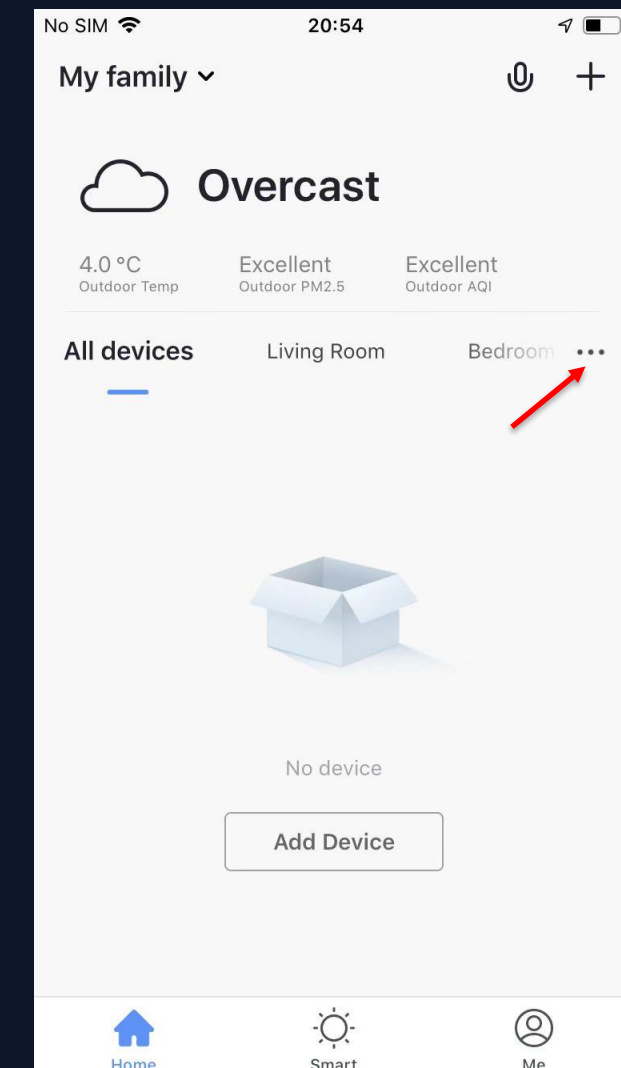 No SIM 20:54
My family
Overcast
4.0 °C Excellent Excellent
Outdoor Temp Outdoor PM2.5 Outdoor AQI
All devices Living Room Bedroom
No device
Add Device
Home Smart Me